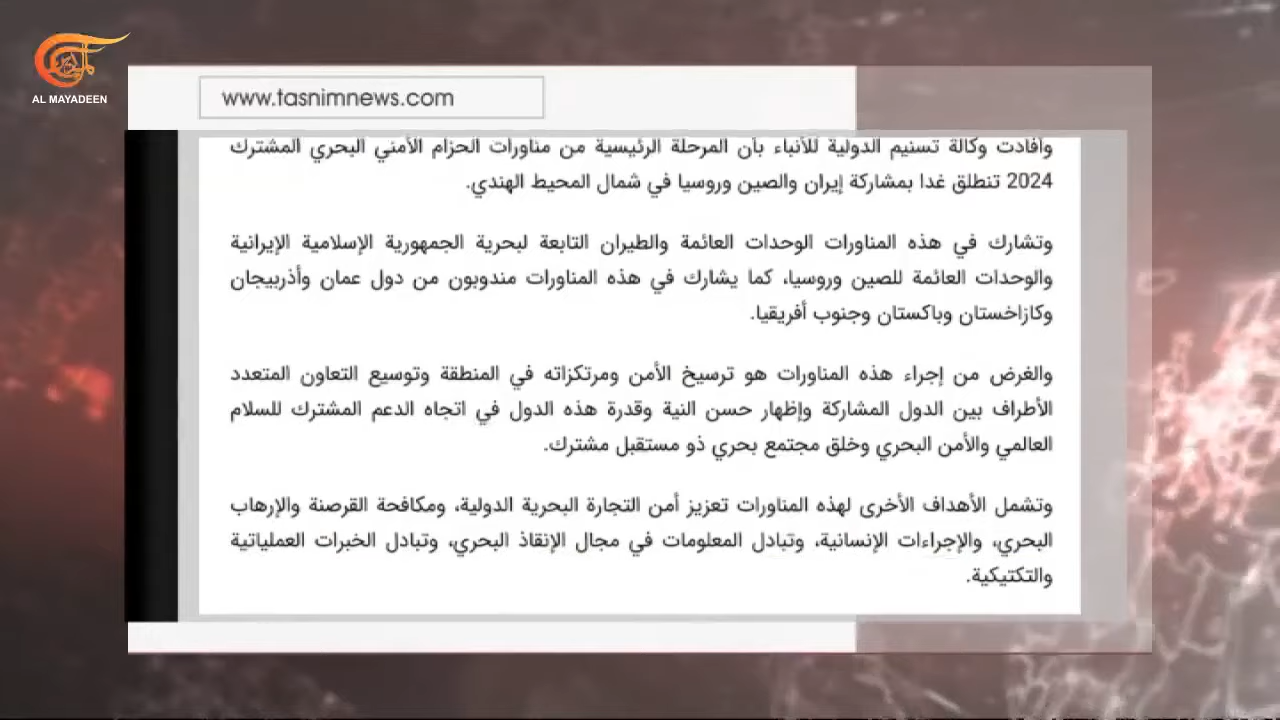 AL MAYADEEN
www.tasnimnews.com
وأفادت وكالة تسنيم الدولية للأنباء بأن المرحلة الرئيسية من مناورات الحزام الأمني البحري المشترك
2024 تنطلق غدا بمشاركة إيران والصين وروسيا في شمال المحيط الهندي.
وتشارك في هذه المناورات الوحدات العائمة والطيران التابعة لبحرية الجمهورية الإسلامية الإيرانية
والوحدات العائمة للصين وروسيا، كما يشارك في هذه المناورات مندوبون من دول عمان وأذربيجان
وكازاخستان وباكستان وجنوب أفريقيا.
والغرض من إجراء هذه المناورات هو ترسيخ الأمن ومرتكزاته في المنطقة وتوسيع التعاون المتعدد
الأطراف بين الدول المشاركة وإظهار حسن النية وقدرة هذه الدول في اتجاه الدعم المشترك للسلام
العالمي والأمن البحري وخلق مجتمع بحري ذو مستقبل مشترك.
وتشمل الأهداف الأخرى لهذه المناورات تعزيز أمن التجارة البحرية الدولية، ومكافحة القرصنة والإرهاب
البحري، والإجراءات الإنسانية، وتبادل المعلومات في مجال الإنقاذ البحري، وتبادل الخبرات العملياتية
والتكتيكية.